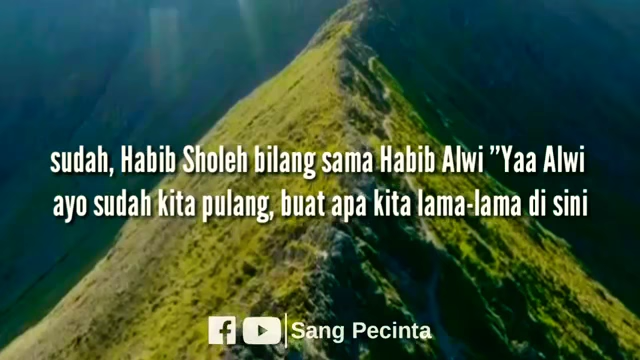 sudah, Habib Sholeh bilang sama Habib Alwi "Yaa Alwi
ayo sudah kita pulang, buat apa kita lama-lama di sini
Sang Pecinta